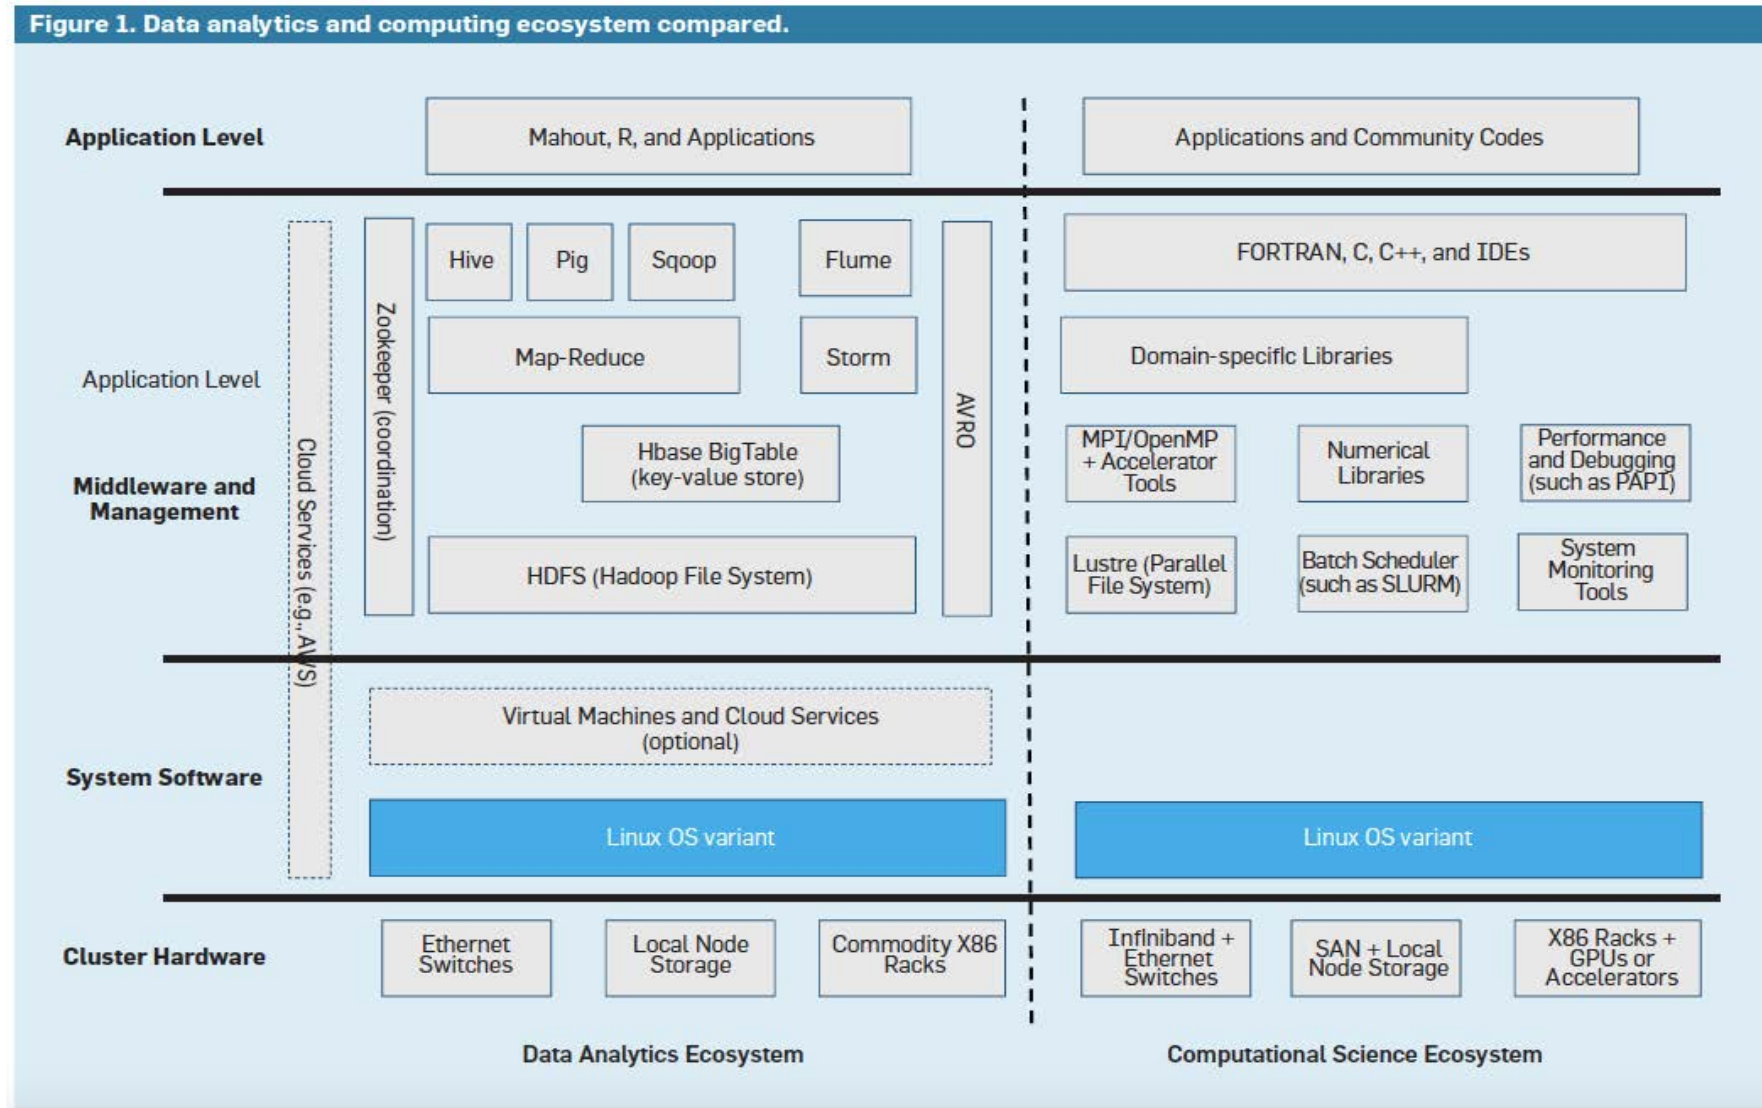 Figure 1. Data analytics and computing ecosystem compared.
Application Level
Mahout, R, and Applications
Applications and Community Codes
Cloud Services (e.g., AWS)
Zookeeper (coordination)
Hive
Pig
Sqoop
Flume
AVRO
FORTRAN, C, C++, and IDEs
Application Level
Map-Reduce
Storm
Domain-specific Libraries
Middleware and
Management
Hbase BigTable
(key-value store)
MPI/OpenMP
+ Accelerator
Tools
Numerical
Libraries
Performance
and Debugging
(such as PAPI)
HDFS (Hadoop File System)
Lustre (Parallel
File System)
Batch Scheduler
(such as SLURM)
System
Monitoring
Tools
System Software
Virtual Machines and Cloud Services
(optional)
Linux OS variant
Linux OS variant
Cluster Hardware
Ethernet
Switches
Local Node
Storage
Commodity X86
Racks
Infiniband +
Ethernet
Switches
SAN + Local
Node Storage
X86 Racks +
GPUs or
Accelerators
Data Analytics Ecosystem
Computational Science Ecosystem